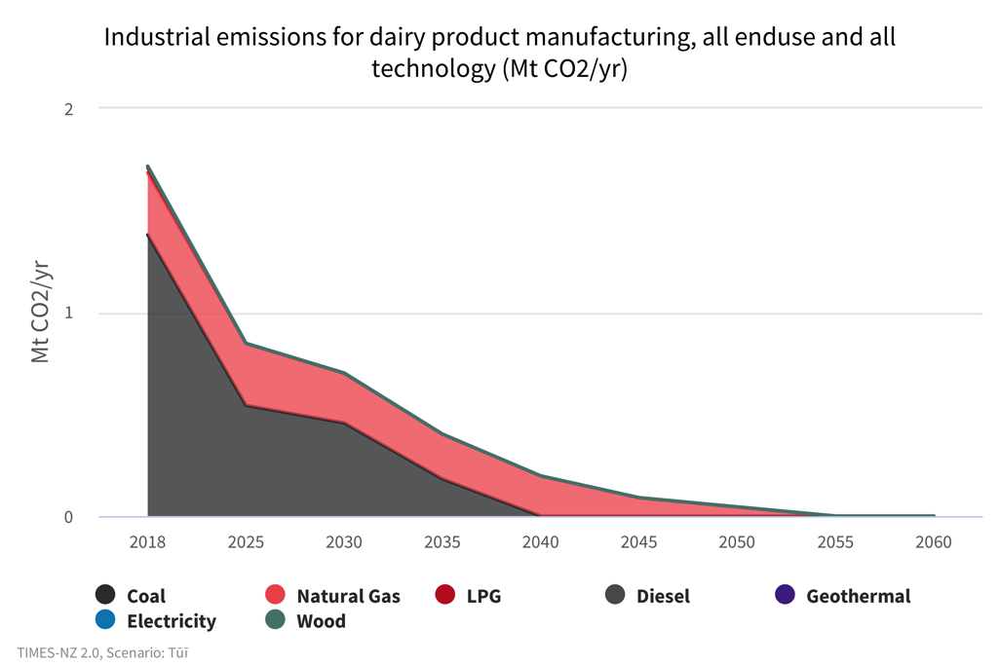 Industrial emissions for dairy product manufacturing, all enduse and all
technology (Mt CO2/yr)
2
1
0
Mt CO2/yr
2018 2025 2030 2035 2040 2045 2050 2055 2060
Coal Natural Gas LPG Diesel Geothermal
Electricity Wood
TIMES-NZ 2.0, Scenario: Tūī